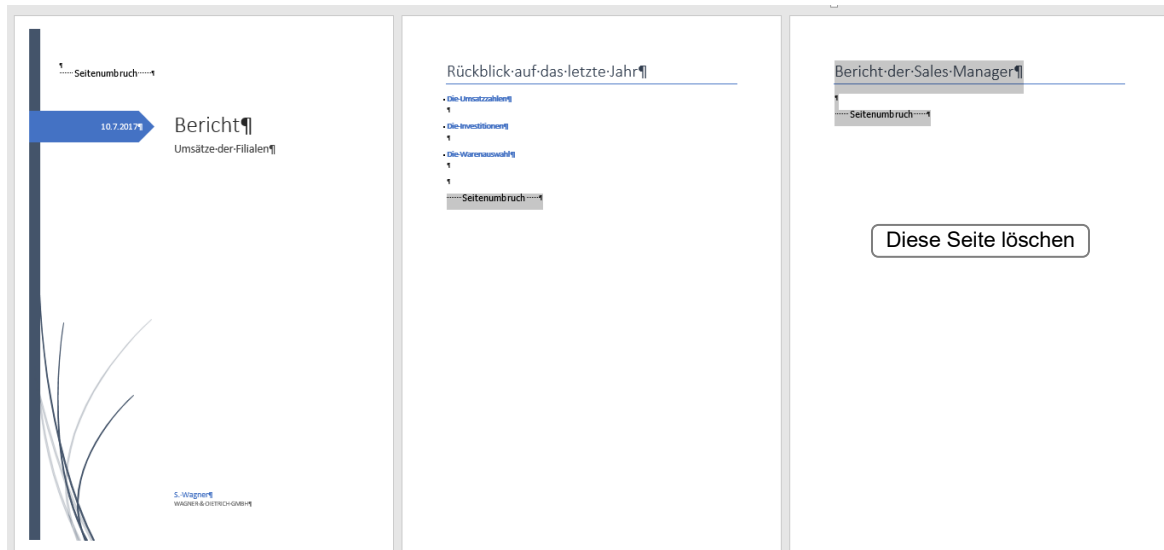 ¶
Seitenumbruch¶
10.7.2017¶
Bericht¶
Umsätze·der·Filialen¶
S.·Wagner¶
WAGNER·&·DIETRICH·GMBH¶
Rückblick·auf·das·letzte·Jahr¶
Die·Umsatzzahlen¶
¶
Die·Investitionen¶
¶
Die·Warenauswahl¶
¶
¶
Seitenumbruch¶
Bericht·der·Sales·Manager¶
¶
Seitenumbruch¶
Diese Seite löschen